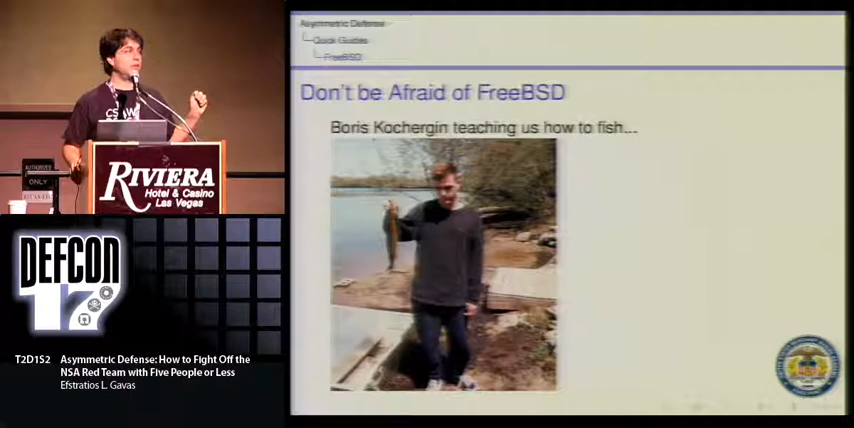 Asymmetric Defense
Quick Guides
FreeBSD
Don't be Afraid of FreeBSD
Boris Kochergin teaching us how to fish...
AUTHORIZED
ONLY
RIVIERA
Hotel & Casino
Las Vegas
DEFCON
17
T2D1S2 Asymmetric Defense: How to Fight Off the
NSA Red Team with Five People or Less
Efstratios L. Gavas